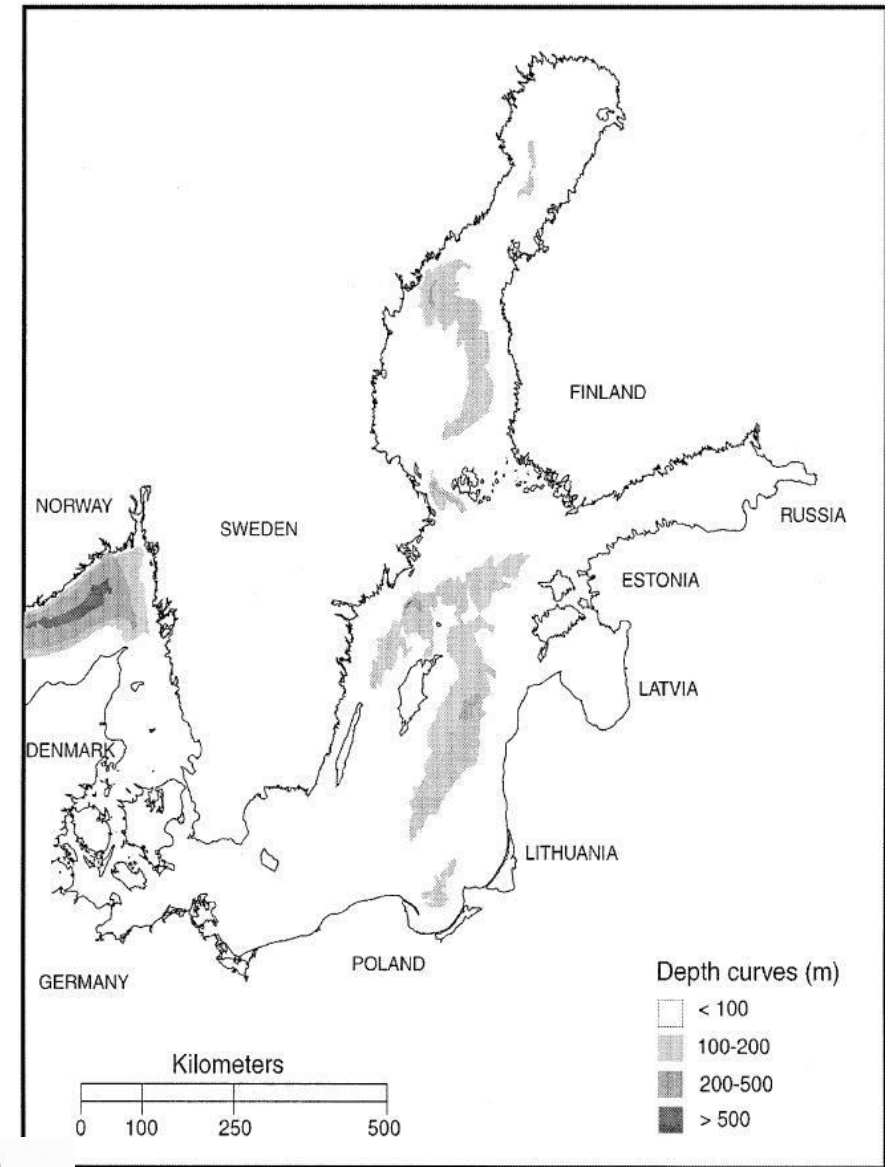 FINLAND
NORWAY
SWEDEN
RUSSIA
ESTONIA
LATVIA
DENMARK
LITHUANIA
POLAND
GERMANY
Depth curves (m)
< 100
100-200
200-500
> 500
Kilometers
0 100 250 500